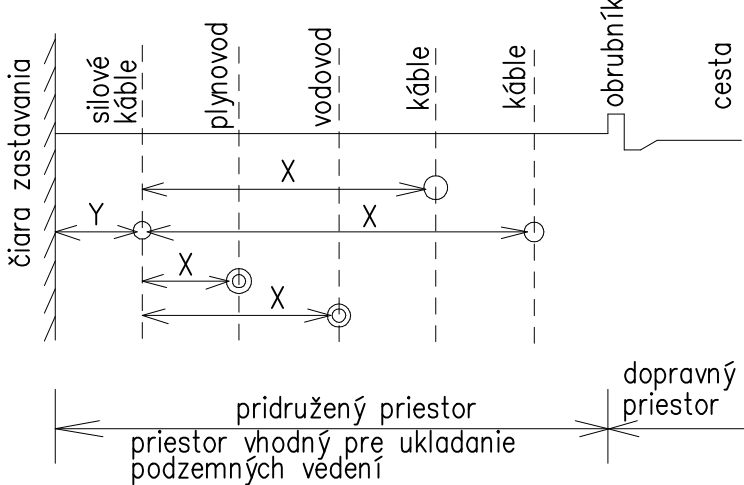 čiara zastavania
silové
káble
plynovod
vodovod
káble
káble
obrubník
cesta
X
Y
X
X
X
dopravný
priestor
pridružený priestor
priestor vhodný pre ukladanie
podzemných vedení